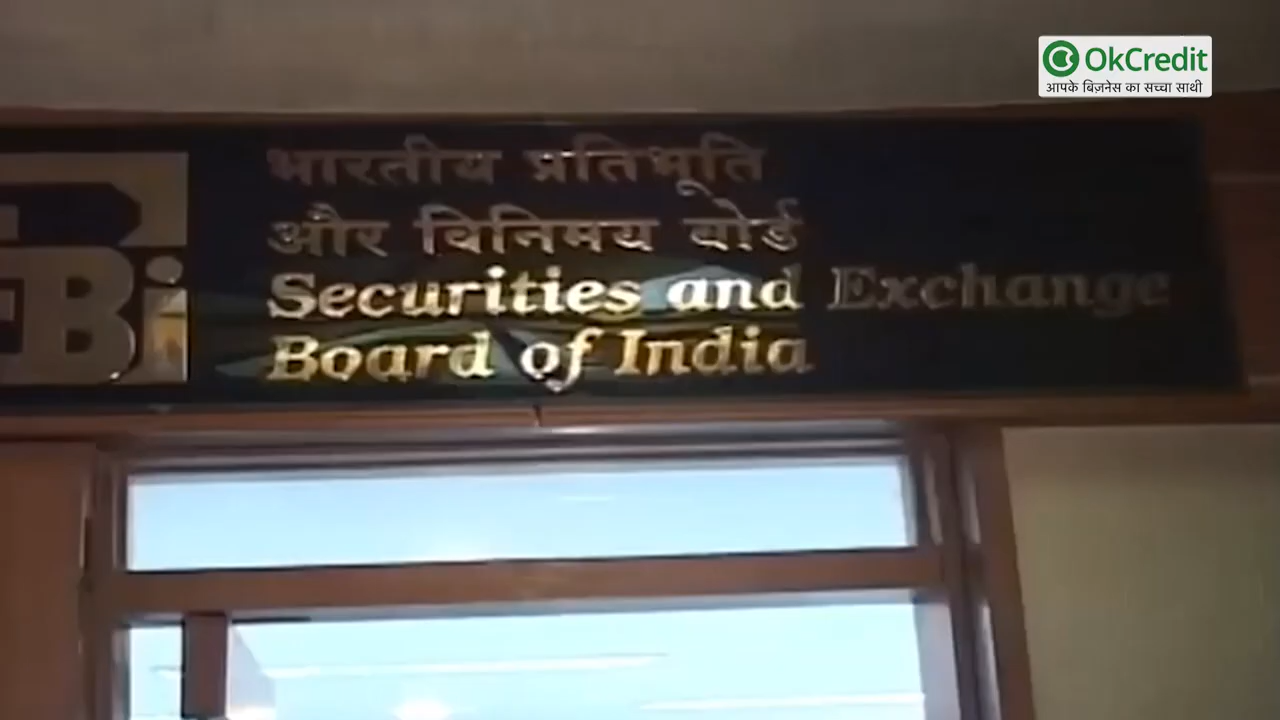 OkCredit
आपके बिज़नेस का सच्चा साथी
भारतीय प्रतिभूति
और विनिमय बोर्ड
Securities and Exchange
Board of India